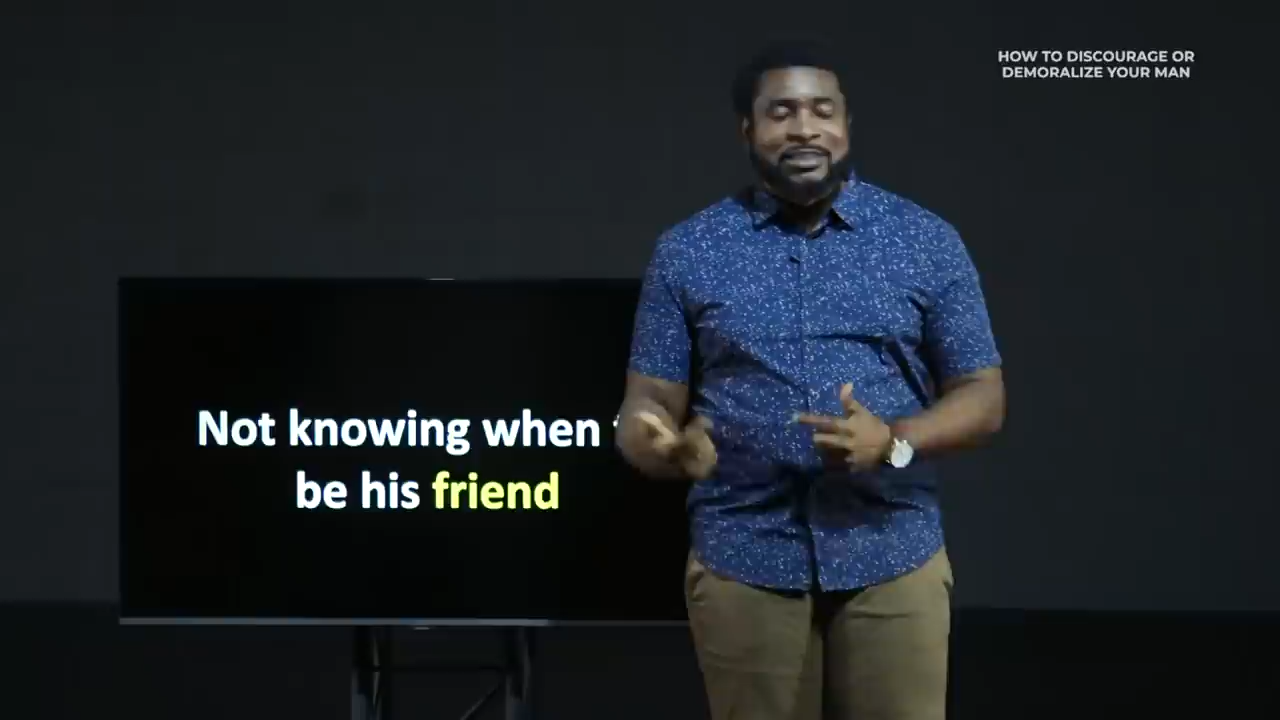 HOW TO DISCOURAGE OR
DEMORALIZE YOUR MAN
Not knowing when
be his friend